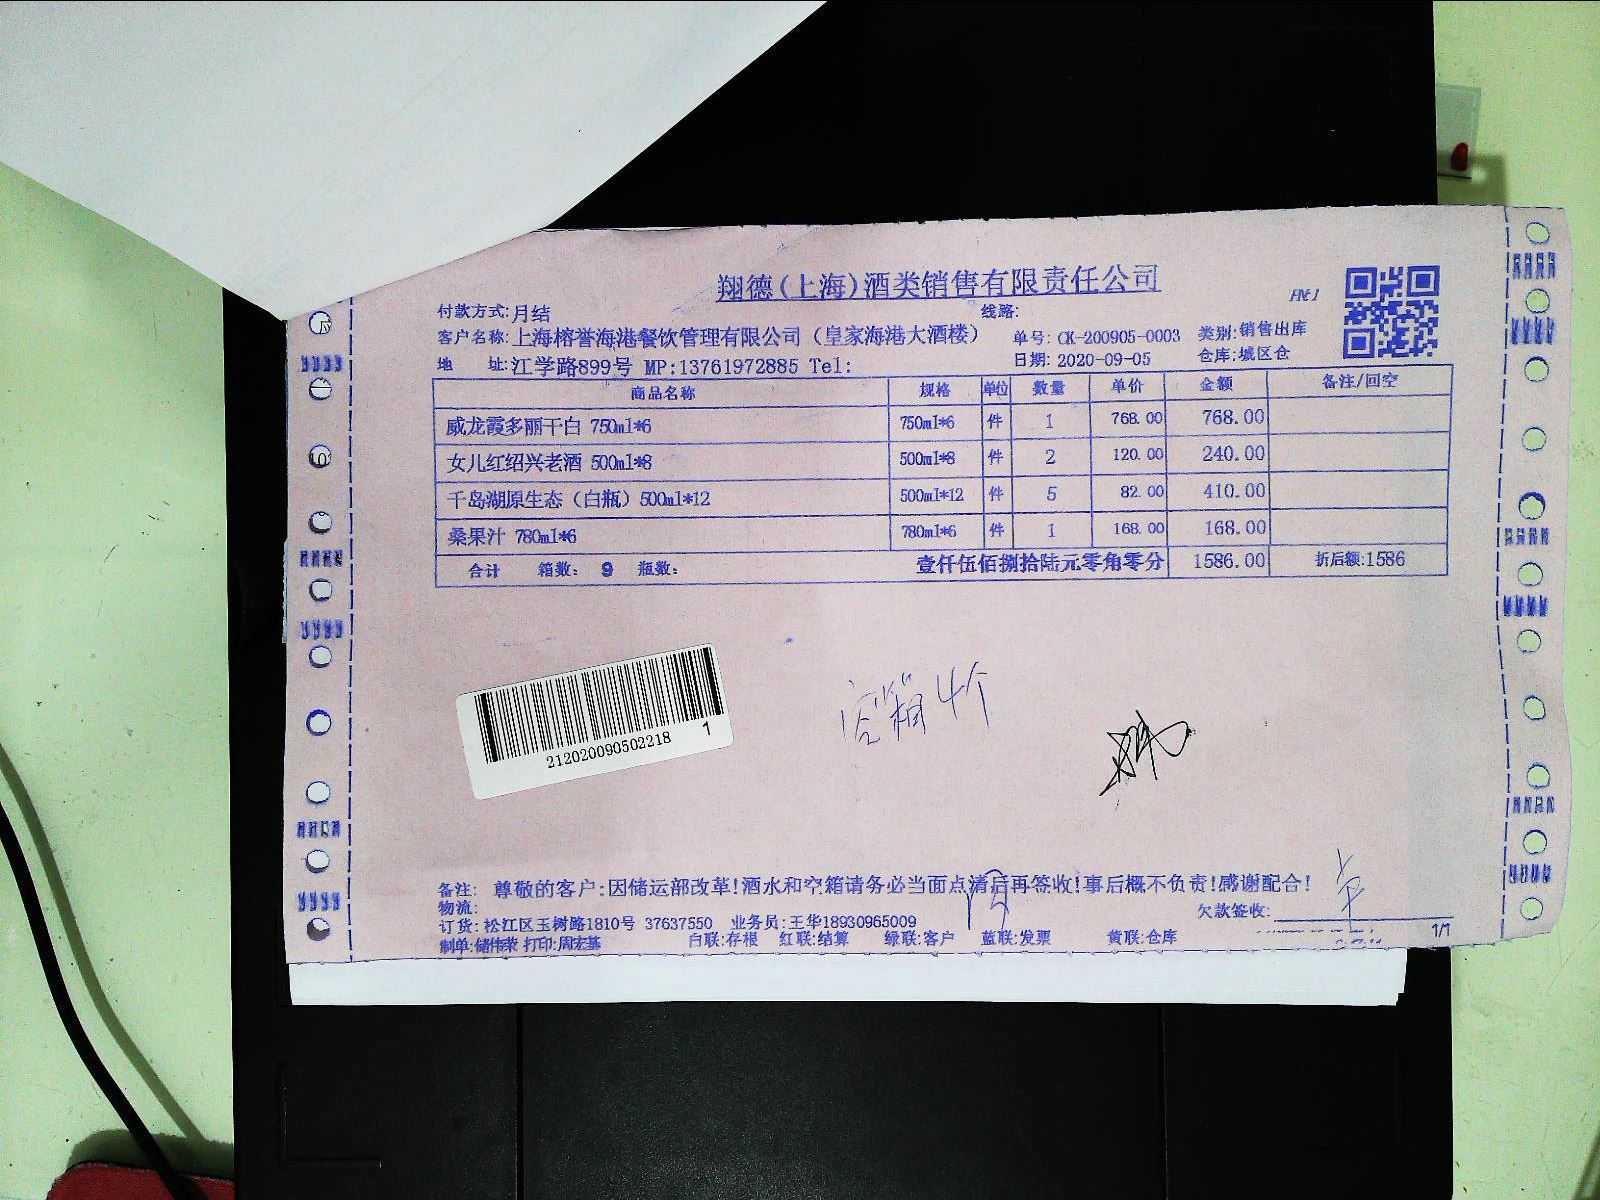 翔德(上海)酒类销售有限责任公司
付款方式:月结 线路: HN-1
客户名称:上海榕誉海港餐饮管理有限公司（皇家海港大酒楼） 单号: CK-200905-0003 类别:销售出库
地 址:江学路899号 MP:13761972885 Tel: 日期: 2020-09-05 仓库:城区仓
商品名称 规格 单位 数量 单价 金额 备注/回空
威龙霞多丽干白 750ml*6 750ml*6 件 1 768.00 768.00
女儿红绍兴老酒 500ml*8 500ml*8 件 2 120.00 240.00
千岛湖原生态（白瓶）500ml*12 500ml*12 件 5 82.00 410.00
桑果汁 780ml*6 780ml*6 件 1 168.00 168.00
合计 箱数: 9 瓶数: 壹仟伍佰捌拾陆元零角零分 1586.00 折后额:1586
空箱4个
212020090502218 1
备注: 尊敬的客户:因储运部改革!酒水和空箱请务必当面点清后再签收!事后概不负责!感谢配合!
物流:
欠款签收:
订货: 松江区玉树路1810号 37637550 业务员:王华18930965009
制单:储伟荣 打印:周宏基 白联:存根 红联:结算 绿联:客户 蓝联:发票 黄联:仓库 1/1